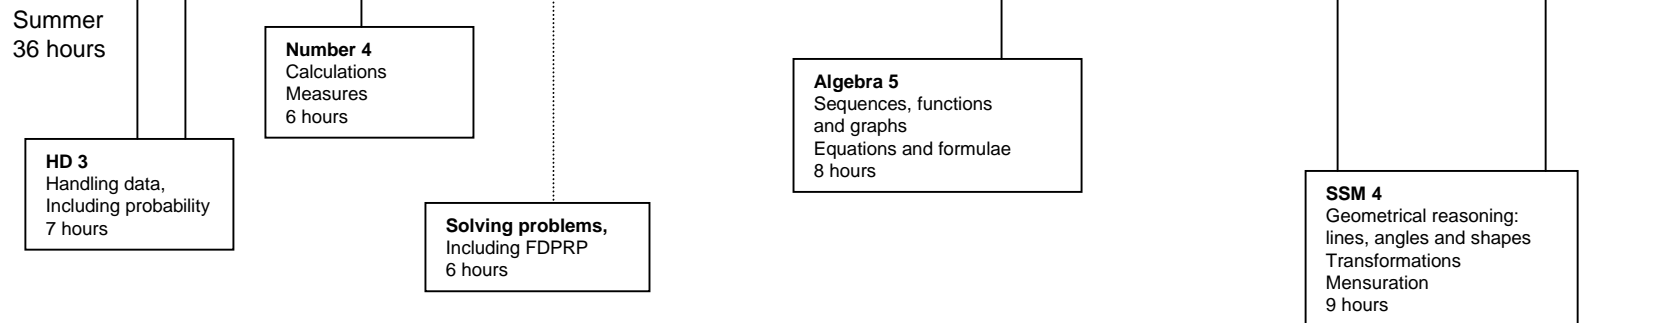 Summer
36 hours
Number 4
Calculations
Measures
6 hours
Algebra 5
Sequences, functions
and graphs
Equations and formulae
8 hours
HD 3
Handling data,
Including probability
7 hours
SSM 4
Geometrical reasoning:
lines, angles and shapes
Transformations
Mensuration
9 hours
Solving problems,
Including FDPRP
6 hours